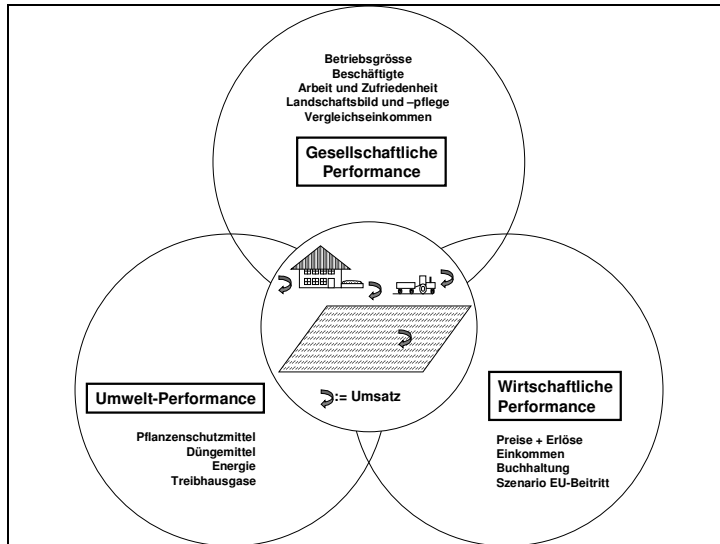 Betriebsgrösse
Beschäftigte
Arbeit und Zufriedenheit
Landschaftsbild und –pflege
Vergleichseinkommen
Gesellschaftliche
Performance
:= Umsatz
Umwelt-Performance
Pflanzenschutzmittel
Düngemittel
Energie
Treibhausgase
Wirtschaftliche
Performance
Preise + Erlöse
Einkommen
Buchhaltung
Szenario EU-Beitritt